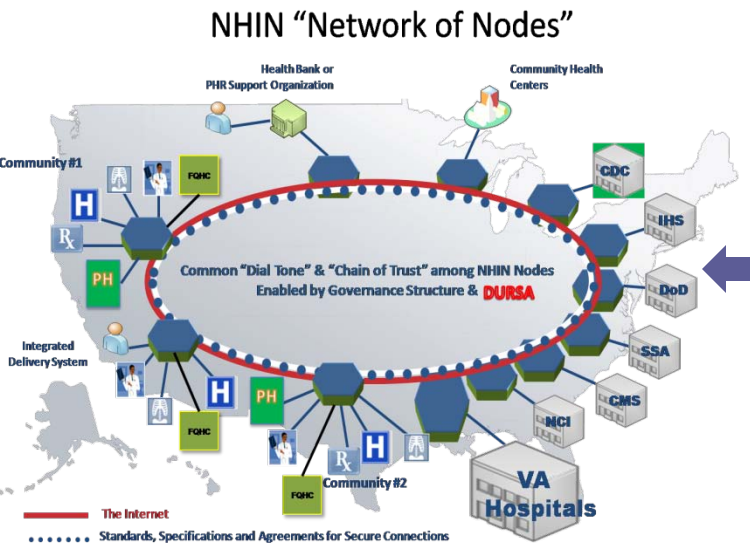 NHIN “Network of Nodes”
Health Bank or
PHR Support Organization
Community Health
Centers
Community #1
FQHC
CDC
H
IHS
Rx
PH
Common “Dial Tone” & “Chain of Trust” among NHIN Nodes
Enabled by Governance Structure & DURSA
DoD
Integrated
Delivery System
SSA
H
PH
CMS
FQHC
NCI
H
Rx
Community #2
VA
Hospitals
FQHC
The Internet
Standards, Specifications and Agreements for Secure Connections